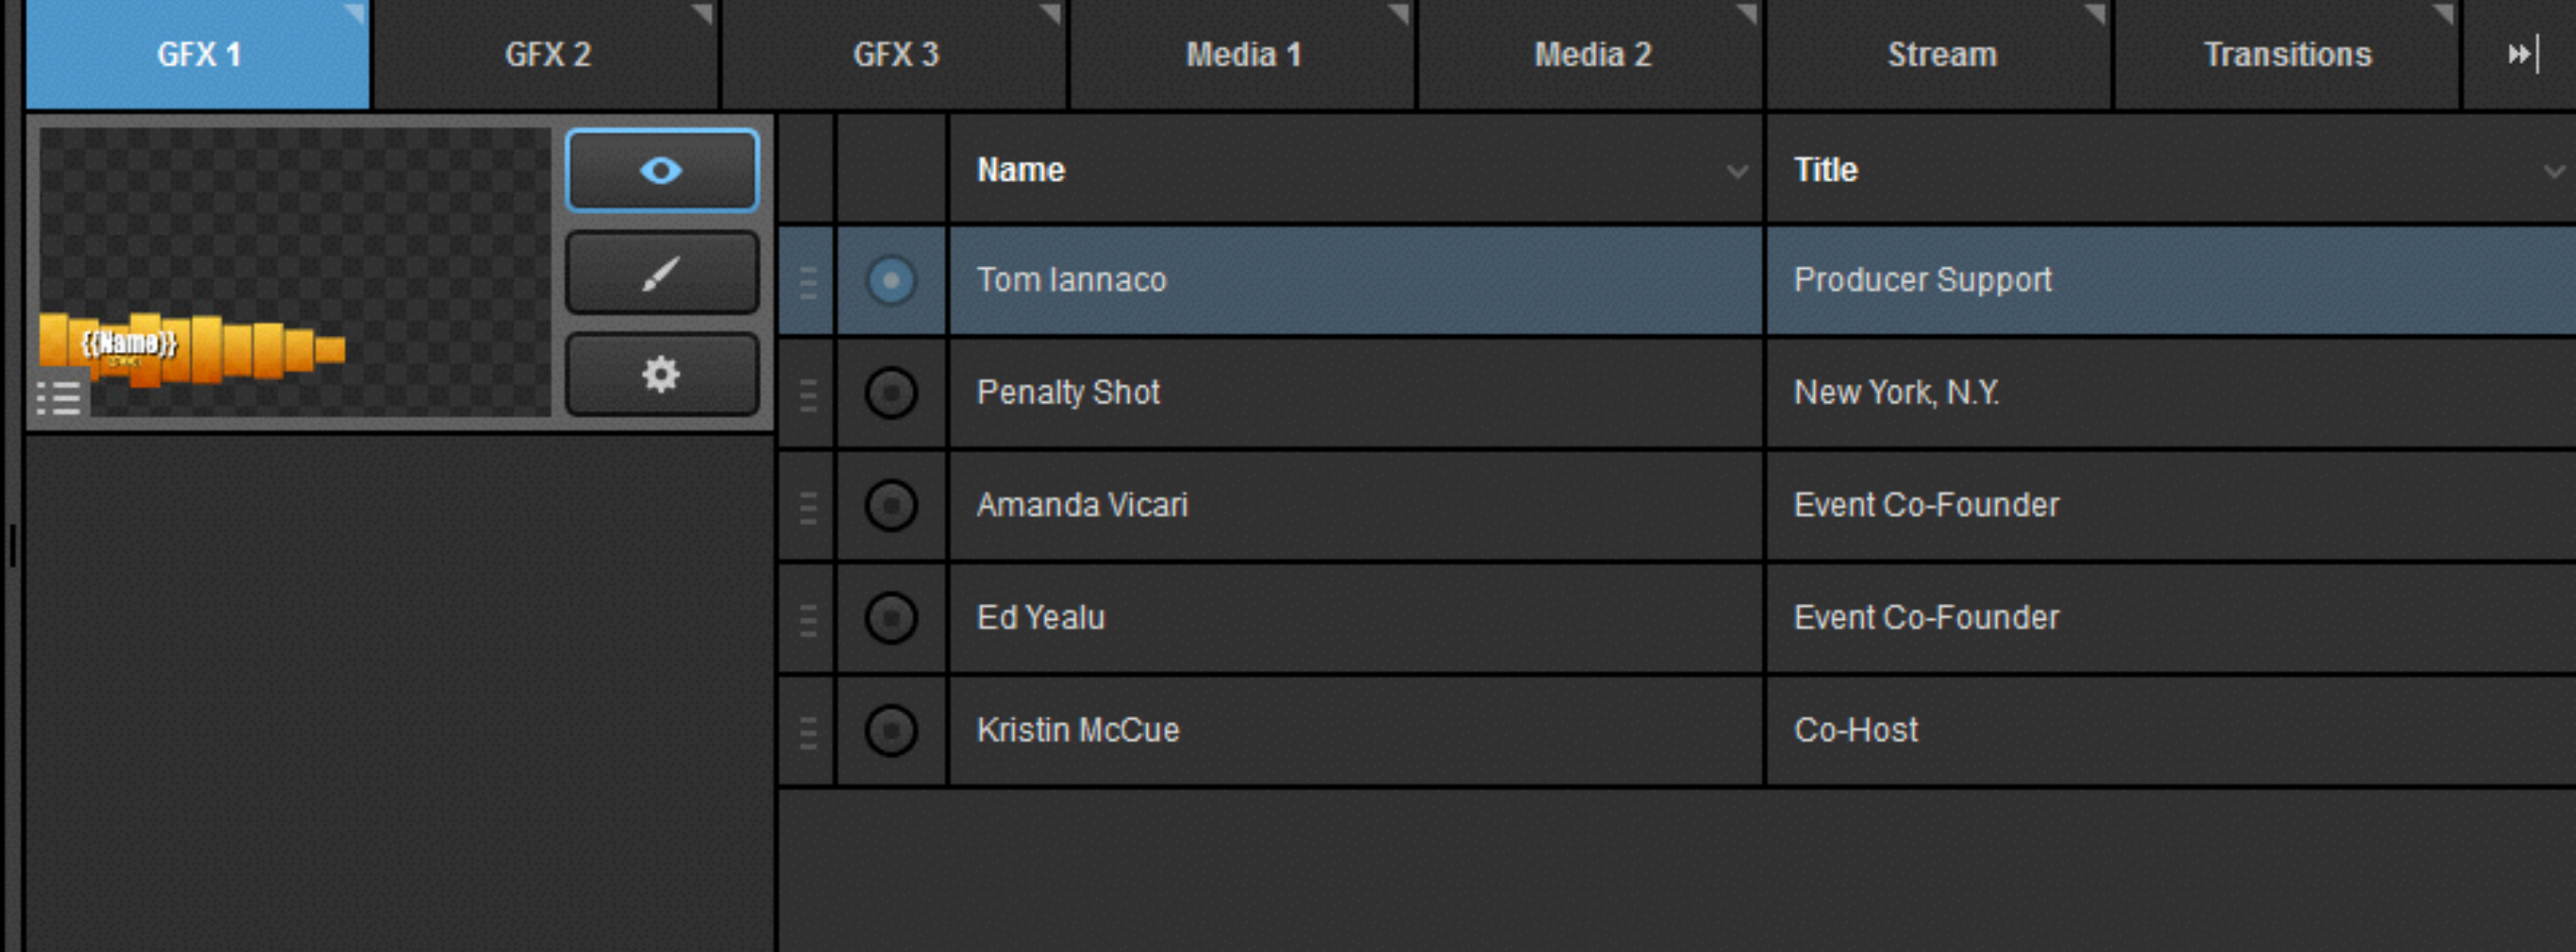 GFX 1 GFX 2 GFX 3 Media 1 Media 2 Stream Transitions
Name Title
Tom Iannaco Producer Support
{{Name}}
Penalty Shot New York, N.Y.
Amanda Vicari Event Co-Founder
Ed Yealu Event Co-Founder
Kristin McCue Co-Host